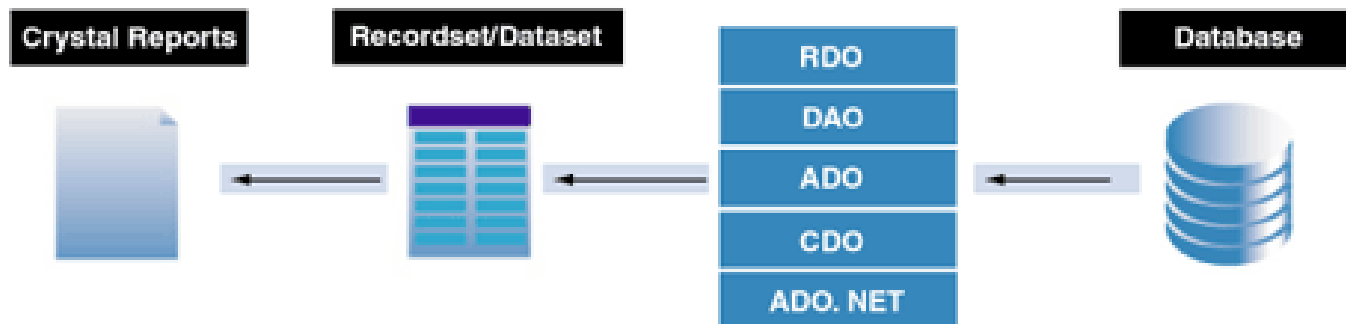 Crystal Reports
Recordset/Dataset
RDO
DAO
ADO
CDO
ADO. NET
Database